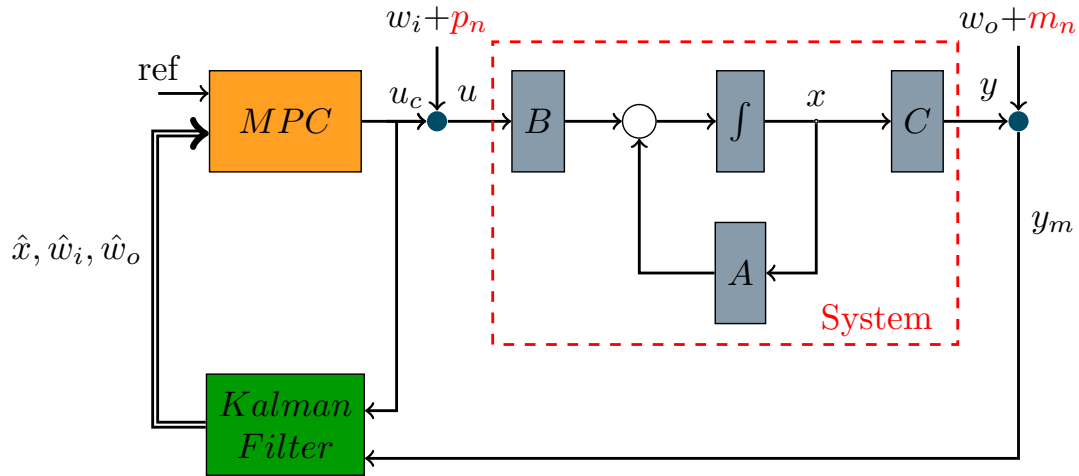 w_i+p_n
w_o+m_n
ref
MPC
u_c
u
B
∫
x
C
y
x̂, ŵ_i, ŵ_o
y_m
A
System
Kalman
Filter